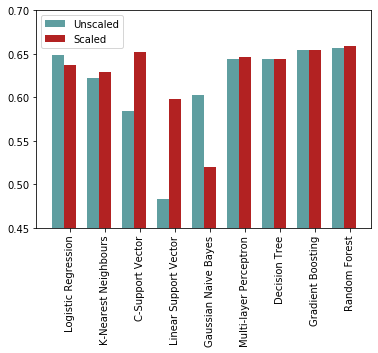 0.70
0.65
0.60
0.55
0.50
0.45
Unscaled
Scaled
Logistic Regression
K-Nearest Neighbours
C-Support Vector
Linear Support Vector
Gaussian Naive Bayes
Multi-layer Perceptron
Decision Tree
Gradient Boosting
Random Forest